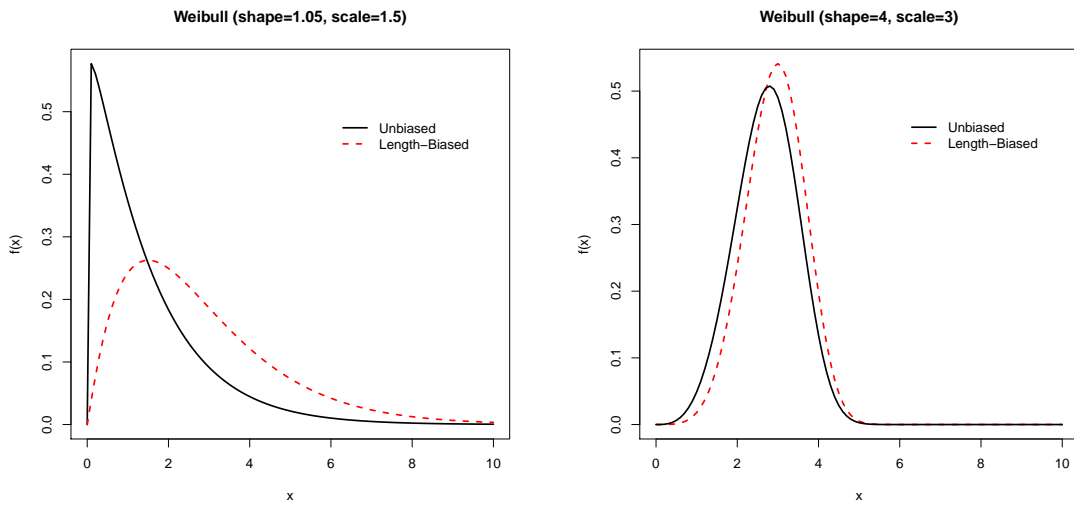 Weibull (shape=1.05, scale=1.5)
f(x)
0.5
0.4
0.3
0.2
0.1
0.0
Unbiased
Length−Biased
0 2 4 6 8 10
x
Weibull (shape=4, scale=3)
f(x)
0.5
0.4
0.3
0.2
0.1
0.0
Unbiased
Length−Biased
0 2 4 6 8 10
x